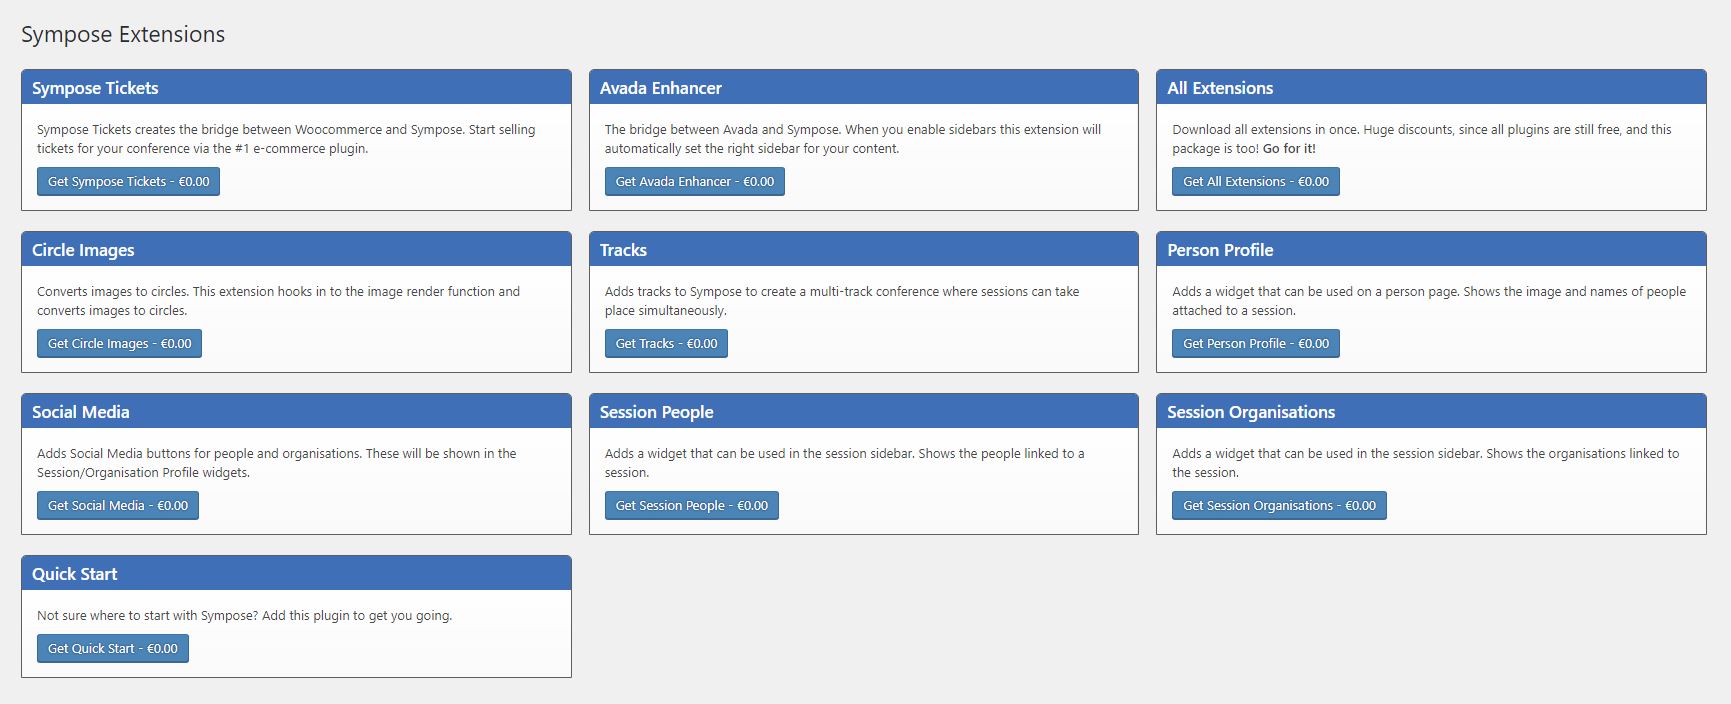 Sympose Extensions
Sympose Tickets
Sympose Tickets creates the bridge between Woocommerce and Sympose. Start selling
tickets for your conference via the #1 e-commerce plugin.
Get Sympose Tickets - €0.00
Avada Enhancer
The bridge between Avada and Sympose. When you enable sidebars this extension will
automatically set the right sidebar for your content.
Get Avada Enhancer - €0.00
All Extensions
Download all extensions in once. Huge discounts, since all plugins are still free, and this
package is too! Go for it!
Get All Extensions - €0.00
Circle Images
Converts images to circles. This extension hooks in to the image render function and
converts images to circles.
Get Circle Images - €0.00
Tracks
Adds tracks to Sympose to create a multi-track conference where sessions can take
place simultaneously.
Get Tracks - €0.00
Person Profile
Adds a widget that can be used on a person page. Shows the image and names of people
attached to a session.
Get Person Profile - €0.00
Social Media
Adds Social Media buttons for people and organisations. These will be shown in the
Session/Organisation Profile widgets.
Get Social Media - €0.00
Session People
Adds a widget that can be used in the session sidebar. Shows the people linked to a
session.
Get Session People - €0.00
Session Organisations
Adds a widget that can be used in the session sidebar. Shows the organisations linked to
the session.
Get Session Organisations - €0.00
Quick Start
Not sure where to start with Sympose? Add this plugin to get you going.
Get Quick Start - €0.00